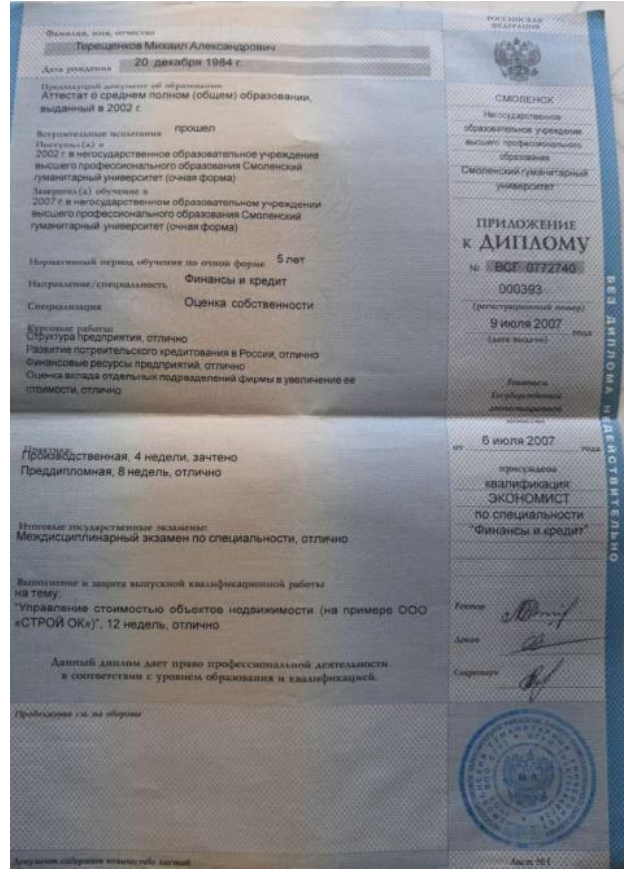 Фамилия, имя, отчество
Терещенков Михаил Александрович
Дата рождения 20 декабря 1984 г.
Предыдущий документ об образовании
Аттестат о среднем полном (общем) образовании,
выданный в 2002 г.
Вступительные испытания прошел
Поступил(а) в
2002 г. в негосударственное образовательное учреждение
высшего профессионального образования Смоленский
гуманитарный университет (очная форма)
Завершил(а) обучение в
2007 г. в негосударственном образовательном учреждении
высшего профессионального образования Смоленский
гуманитарный университет (очная форма)
Нормативный период обучения по очной форме 5 лет
Направление/специальность Финансы и кредит
Специализация Оценка собственности
Курсовые работы:
Структура предприятия, отлично
Развитие потребительского кредитования в России, отлично
Финансовые ресурсы предприятий, отлично
Оценка вклада отдельных подразделений фирмы в увеличение ее
стоимости, отлично
Практика:
Производственная, 4 недели, зачтено
Преддипломная, 8 недель, отлично
Итоговые государственные экзамены:
Междисциплинарный экзамен по специальности, отлично
Выполнение и защита выпускной квалификационной работы
на тему:
"Управление стоимостью объектов недвижимости (на примере ООО
«СТРОЙ ОК»)", 12 недель, отлично
Данный диплом дает право профессиональной деятельности
в соответствии с уровнем образования и квалификацией.
Продолжение см. на обороте
Документ содержит количество листов
РОССИЙСКАЯ
ФЕДЕРАЦИЯ
СМОЛЕНСК
Негосударственное
образовательное учреждение
высшего профессионального
образования
Смоленский гуманитарный
университет
ПРИЛОЖЕНИЕ
к ДИПЛОМУ
№ ВСГ 0772740
000393
(регистрационный номер)
9 июля 2007 года
(дата выдачи)
Решением
Государственной
аттестационной
комиссии
от 6 июля 2007 года
присуждена
квалификация
ЭКОНОМИСТ
по специальности
"Финансы и кредит"
Ректор
Декан
Секретарь
М.П.
Лист №1
БЕЗ ДИПЛОМА НЕДЕЙСТВИТЕЛЬНО